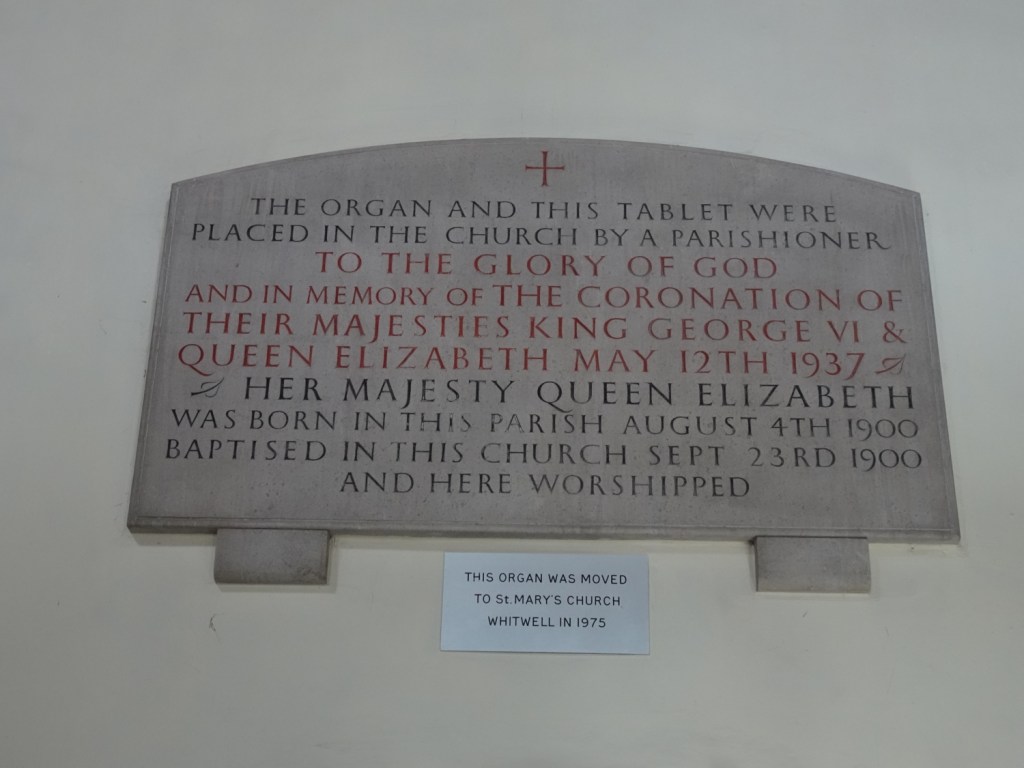 THE ORGAN AND THIS TABLET WERE
PLACED IN THE CHURCH BY A PARISHIONER
TO THE GLORY OF GOD
AND IN MEMORY OF THE CORONATION OF
THEIR MAJESTIES KING GEORGE VI &
QUEEN ELIZABETH MAY 12TH 1937
HER MAJESTY QUEEN ELIZABETH
WAS BORN IN THIS PARISH AUGUST 4TH 1900
BAPTISED IN THIS CHURCH SEPT 23RD 1900
AND HERE WORSHIPPED
THIS ORGAN WAS MOVED
TO St. MARY'S CHURCH
WHITWELL IN 1975